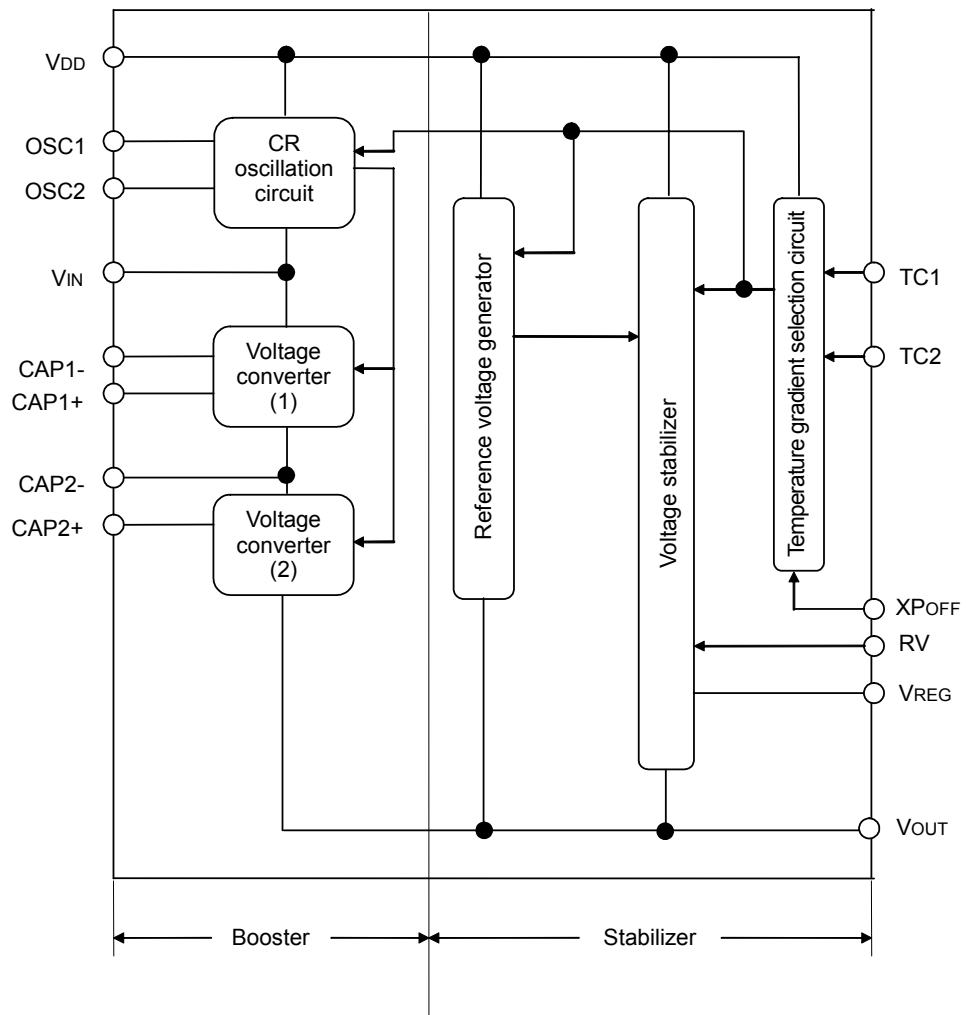 VDD
OSC1
OSC2
VIN
CAP1-
CAP1+
CAP2-
CAP2+
CR
oscillation
circuit
Voltage
converter
(1)
Voltage
converter
(2)
Reference voltage generator
Voltage stabilizer
Temperature gradient selection circuit
TC1
TC2
XPOFF
RV
VREG
VOUT
Booster
Stabilizer